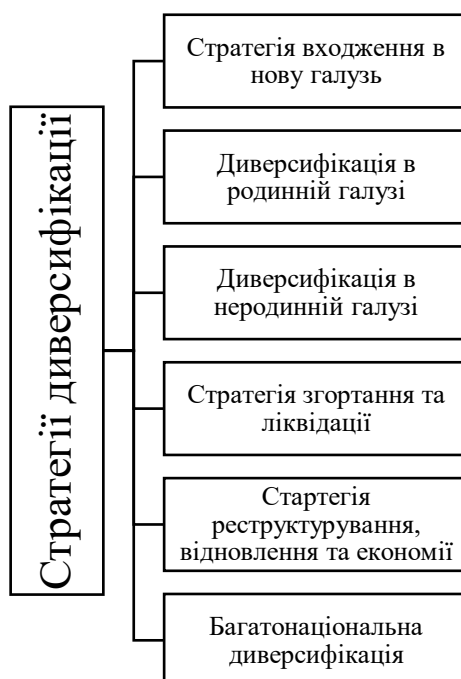 Стратегії диверсифікації
Стратегія входження в
нову галузь
Диверсифікація в
родинній галузі
Диверсифікація в
неродинній галузі
Стратегія згортання та
ліквідації
Стартегія
реструктурування,
відновлення та економії
Багатонаціональна
диверсифікація